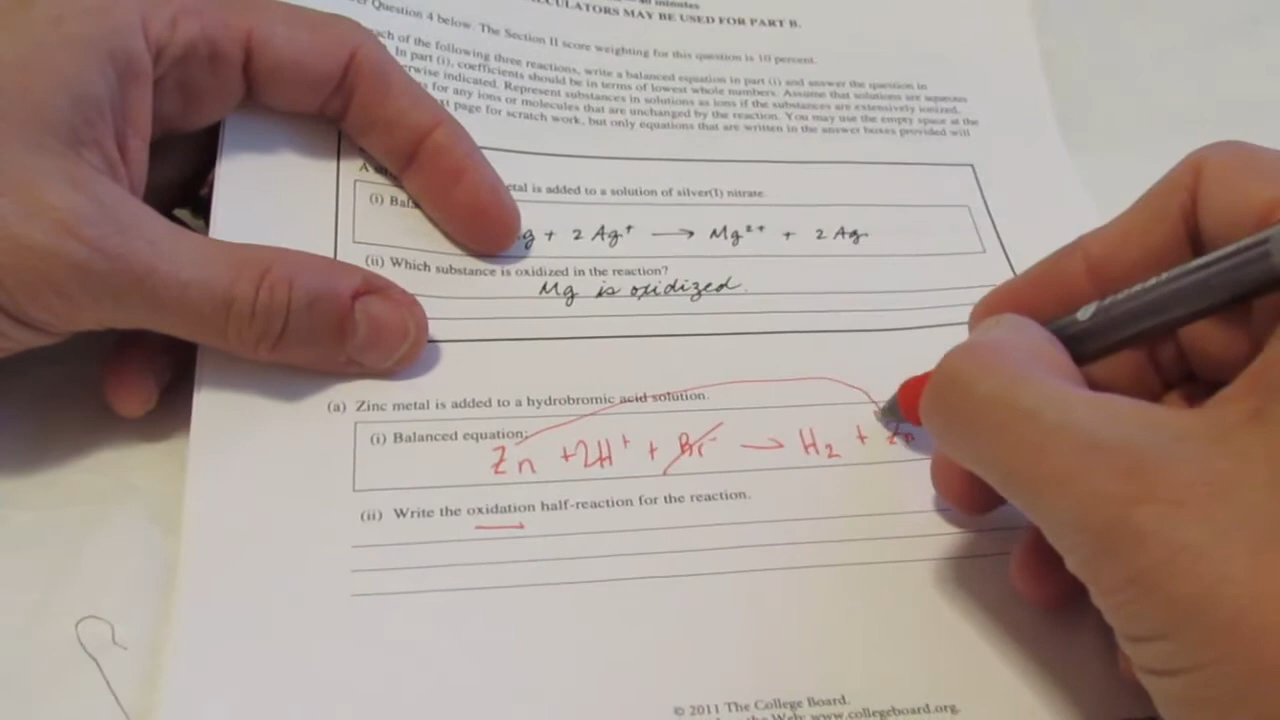 minutes
CULATORS MAY BE USED FOR PART B.
Question 4 below. The Section II score weighting for this question is 10 percent.
ach of the following three reactions, write a balanced equation in part (i) and answer the question in
In part (i), coefficients should be in terms of lowest whole numbers. Assume that solutions are aqueous
rwise indicated. Represent substances in solutions as ions if the substances are extensively ionized.
for any ions or molecules that are unchanged by the reaction. You may use the empty space at the
t page for scratch work, but only equations that are written in the answer boxes provided will
A
etal is added to a solution of silver(I) nitrate.
(i) Bala
g + 2 Ag⁺ → Mg²⁺ + 2 Ag
(ii) Which substance is oxidized in the reaction?
Mg is oxidized.
(a) Zinc metal is added to a hydrobromic acid solution.
(i) Balanced equation:
Zn + 2H⁺ + Br⁻ → H₂ + Zn
(ii) Write the oxidation half-reaction for the reaction.
© 2011 The College Board.
the Web: www.collegeboard.org.